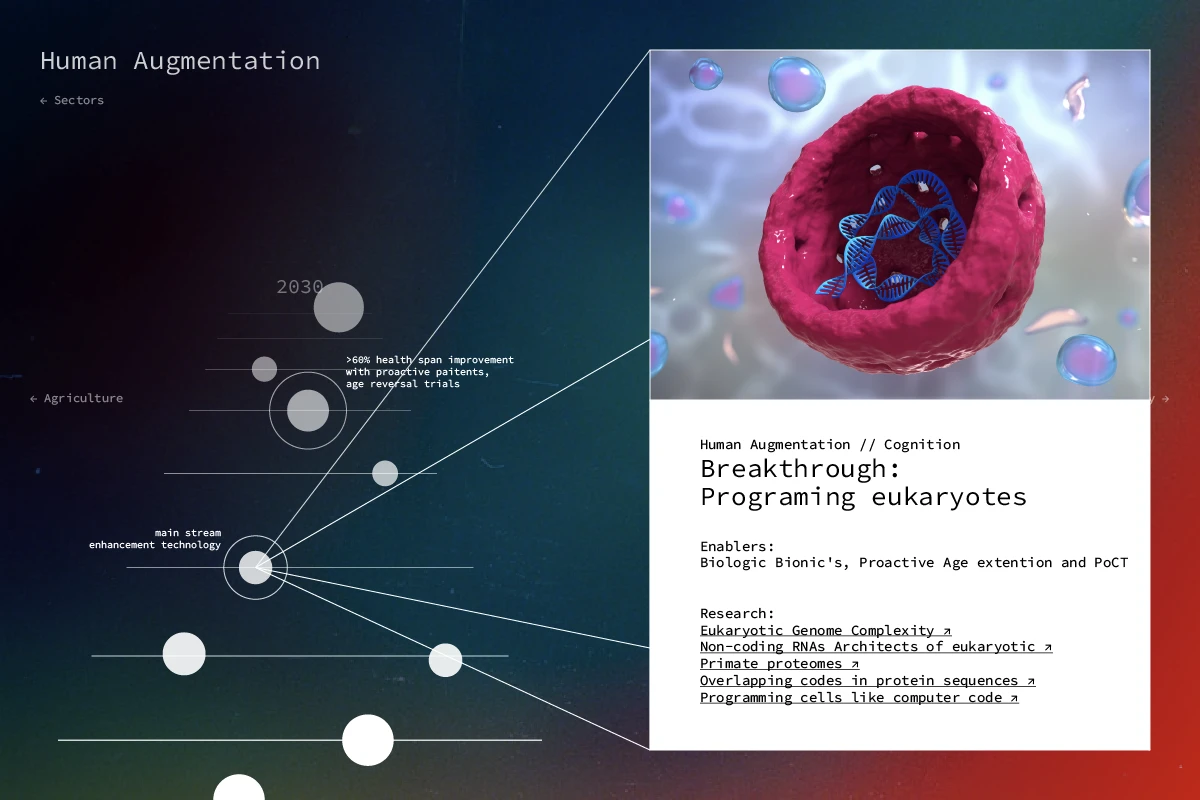 Human Augmentation
← Sectors
2030
>60% health span improvement
with proactive paitents,
age reversal trials
← Agriculture
main stream
enhancement technology
y →
Human Augmentation // Cognition
Breakthrough:
Programing eukaryotes
Enablers:
Biologic Bionic's, Proactive Age extention and PoCT
Research:
Eukaryotic Genome Complexity ↗
Non-coding RNAs Architects of eukaryotic ↗
Primate proteomes ↗
Overlapping codes in protein sequences ↗
Programming cells like computer code ↗